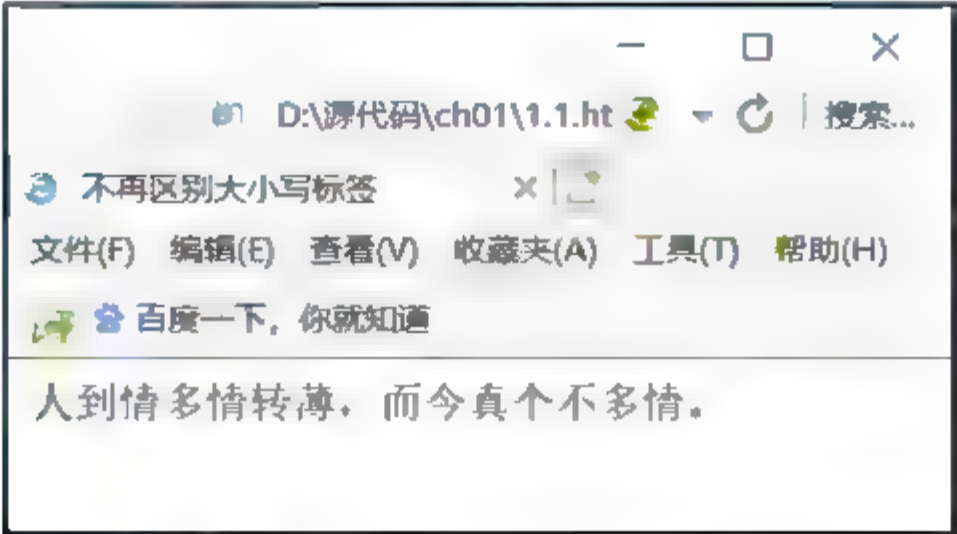 D:\源代码\ch01\1.1.ht 搜索...
不再区别大小写标签
文件(F) 编辑(E) 查看(V) 收藏夹(A) 工具(T) 帮助(H)
百度一下，你就知道
人到情多情转薄，而今真个不多情。